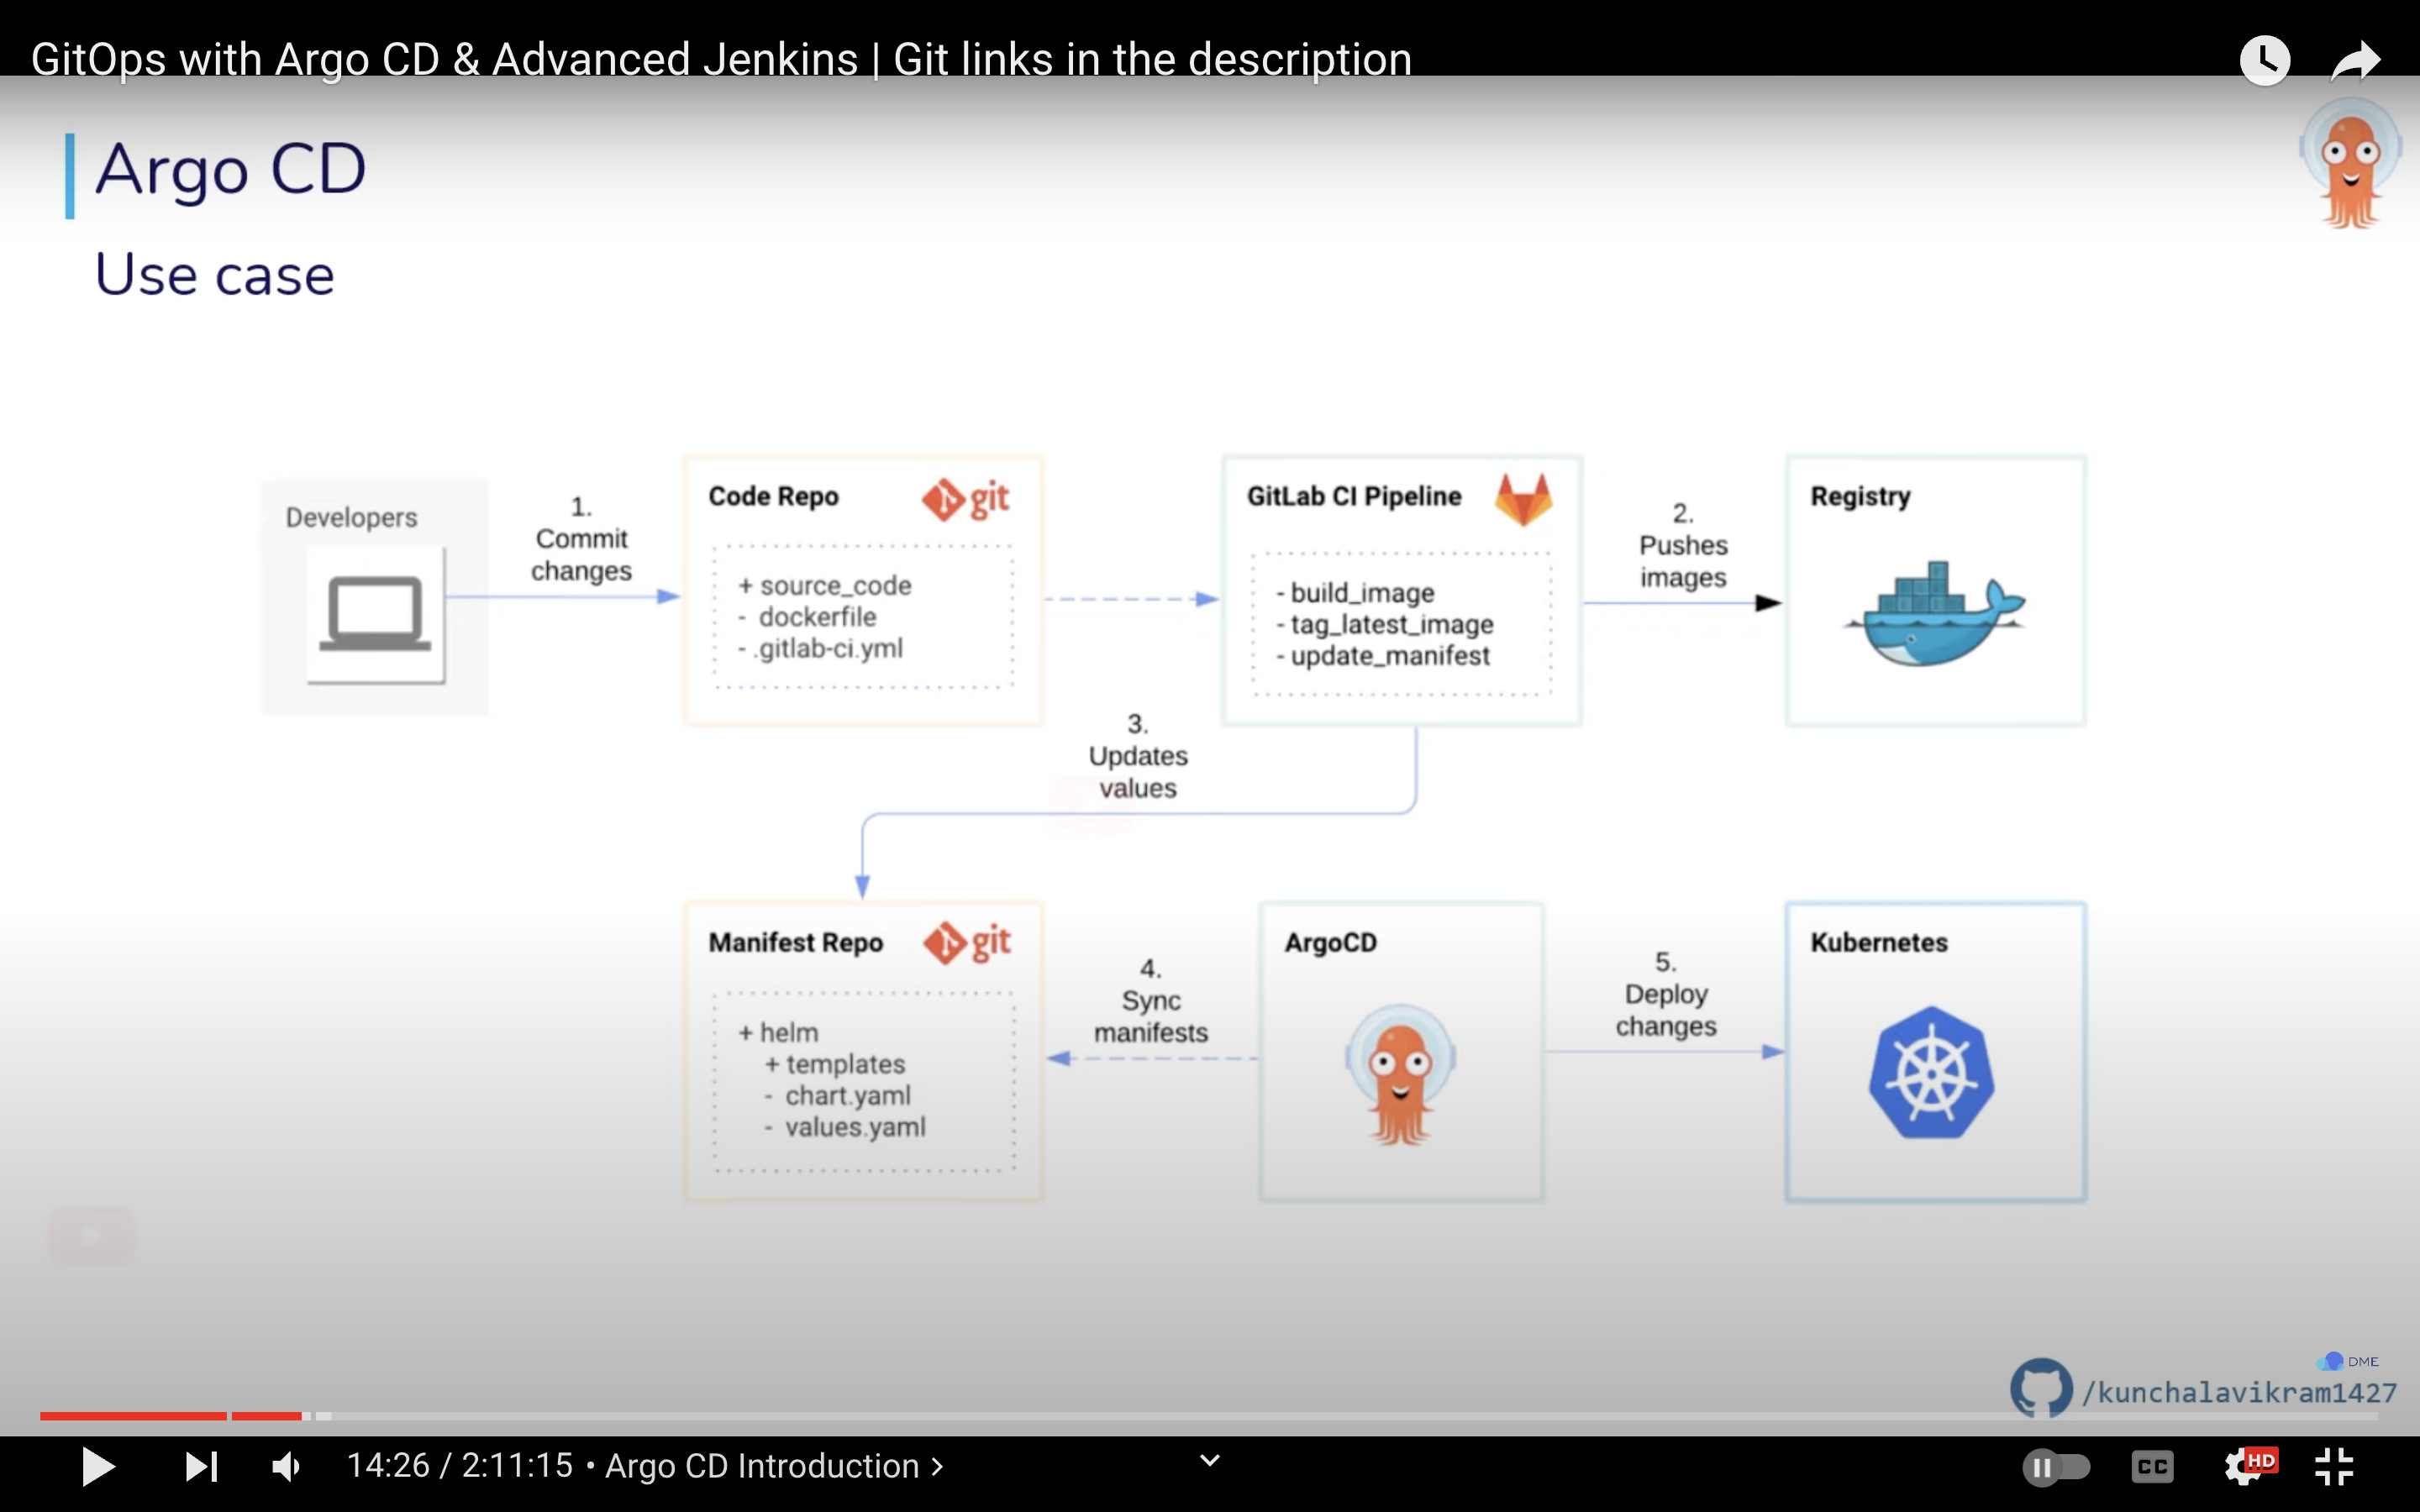 GitOps with Argo CD & Advanced Jenkins | Git links in the description
Argo CD
Use case
Developers
1.
Commit
changes
Code Repo
git
+ source_code
- dockerfile
- .gitlab-ci.yml
GitLab CI Pipeline
- build_image
- tag_latest_image
- update_manifest
2.
Pushes
images
Registry
3.
Updates
values
Manifest Repo
git
+ helm
+ templates
- chart.yaml
- values.yaml
4.
Sync
manifests
ArgoCD
5.
Deploy
changes
Kubernetes
DME
/kunchalavikram1427
14:26 / 2:11:15 • Argo CD Introduction >
CC
HD